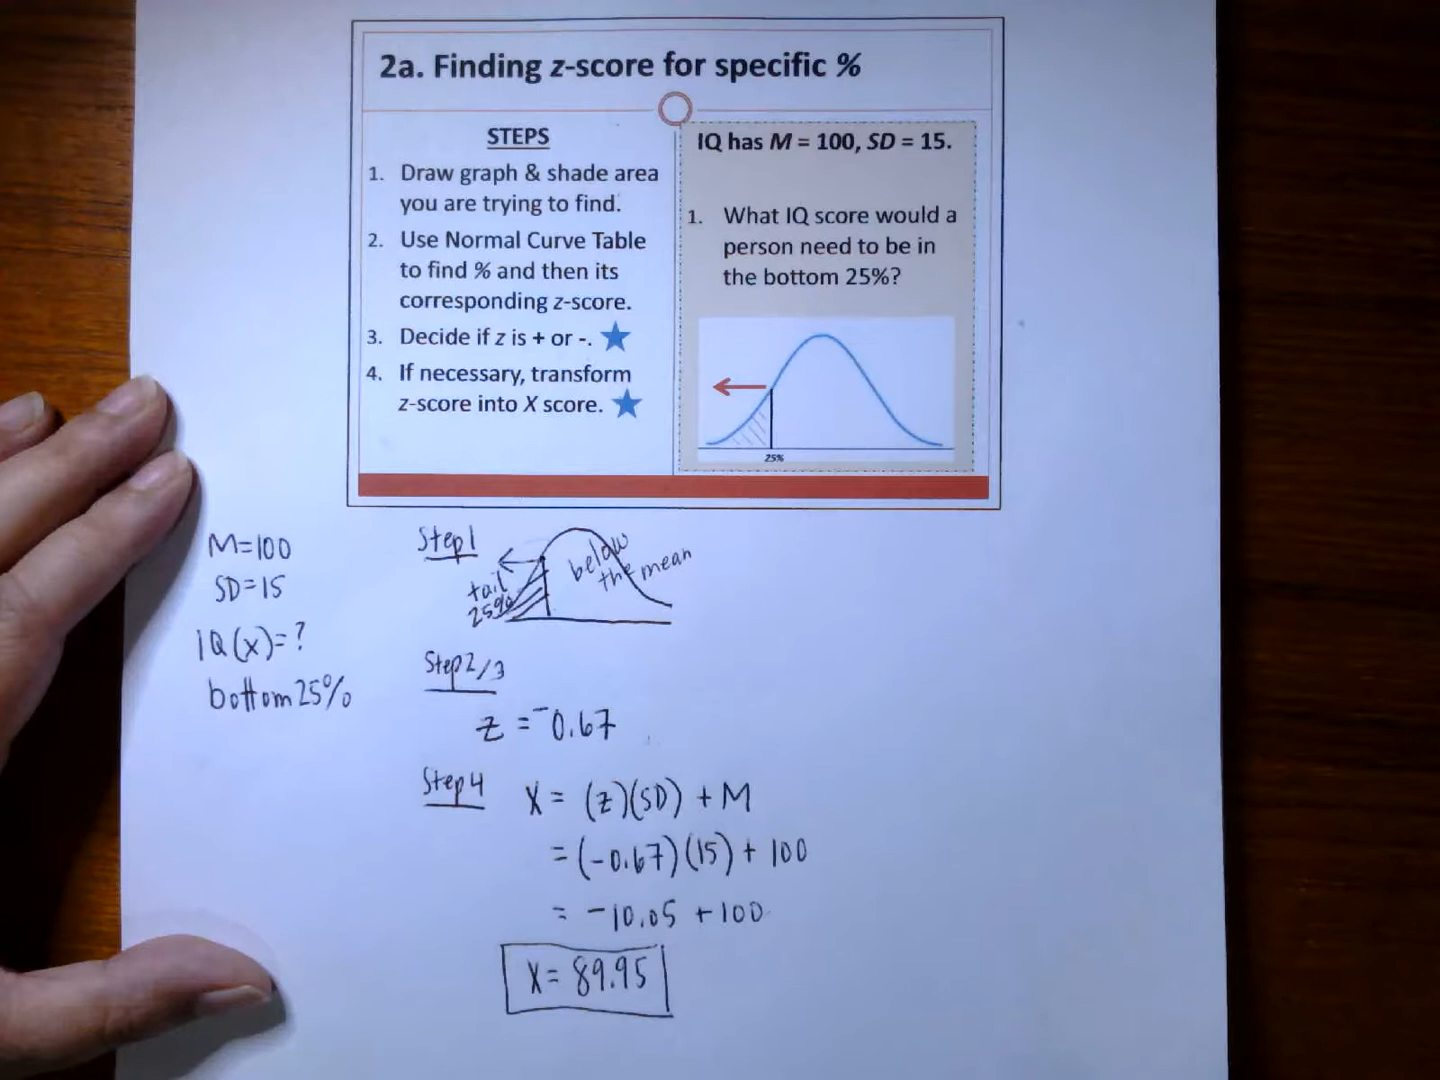 2a. Finding z-score for specific %
STEPS
1. Draw graph & shade area
you are trying to find.
2. Use Normal Curve Table
to find % and then its
corresponding z-score.
3. Decide if z is + or -.
4. If necessary, transform
z-score into X score.
IQ has M = 100, SD = 15.
1. What IQ score would a
person need to be in
the bottom 25%?
25%
M=100
SD=15
IQ(x)=?
bottom 25%
Step 1
tail
25%
below
the mean
Step 2/3
z = -0.67
Step 4
X = (z)(SD) + M
= (-0.67)(15) + 100
= -10.05 + 100
X = 89.95